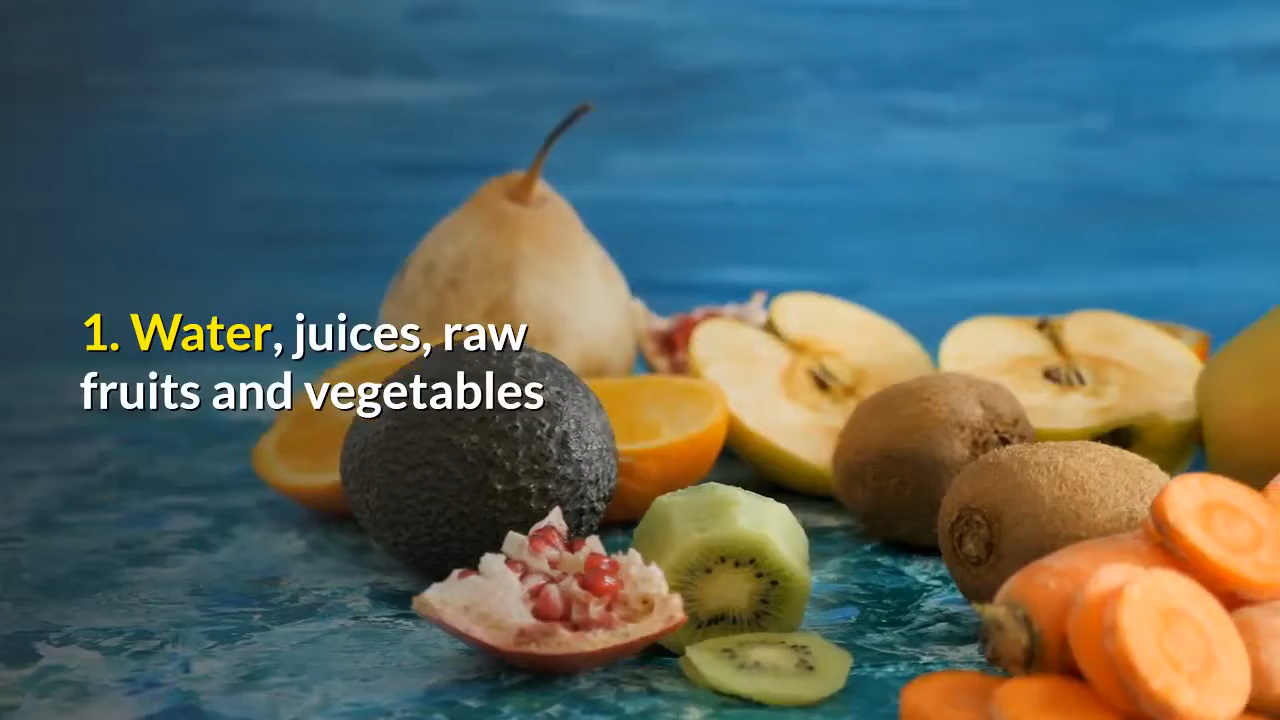 1. Water, juices, raw
fruits and vegetables